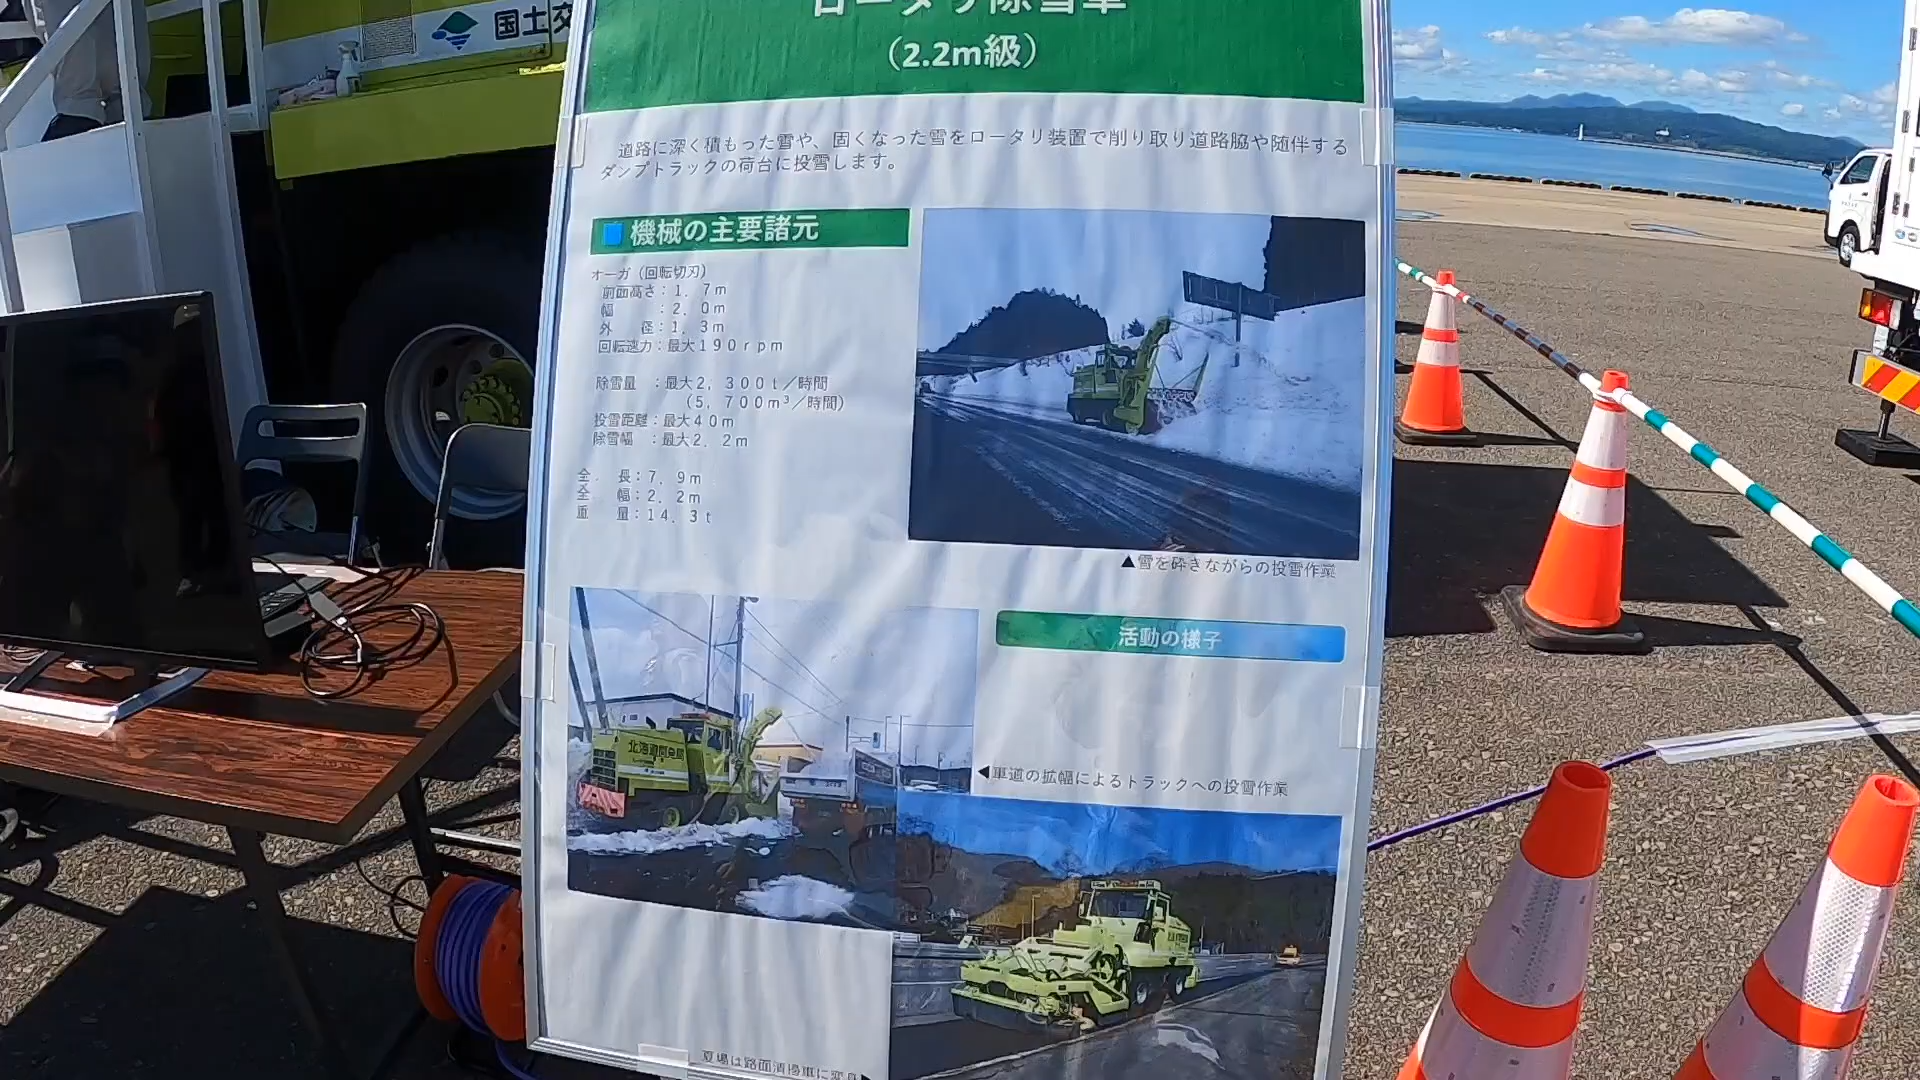 国土交
ロータリ除雪車
(2.2m級)
道路に深く積もった雪や、固くなった雪をロータリ装置で削り取り道路脇や随伴する
ダンプトラックの荷台に投雪します。
■機械の主要諸元
オーガ(回転切刃)
前面高さ:1.7m
幅　　:2.0m
外　径:1.3m
回転速力:最大190rpm
除雪量　:最大2,300t/時間
(5,700m³/時間)
投雪距離:最大40m
除雪幅　:最大2.2m
全　長:7.9m
全　幅:2.2m
重　量:14.3t
▲雪を砕きながらの投雪作業
活動の様子
◀車道の拡幅によるトラックへの投雪作業
北海道開発局
夏場は路面清掃車に変身▶